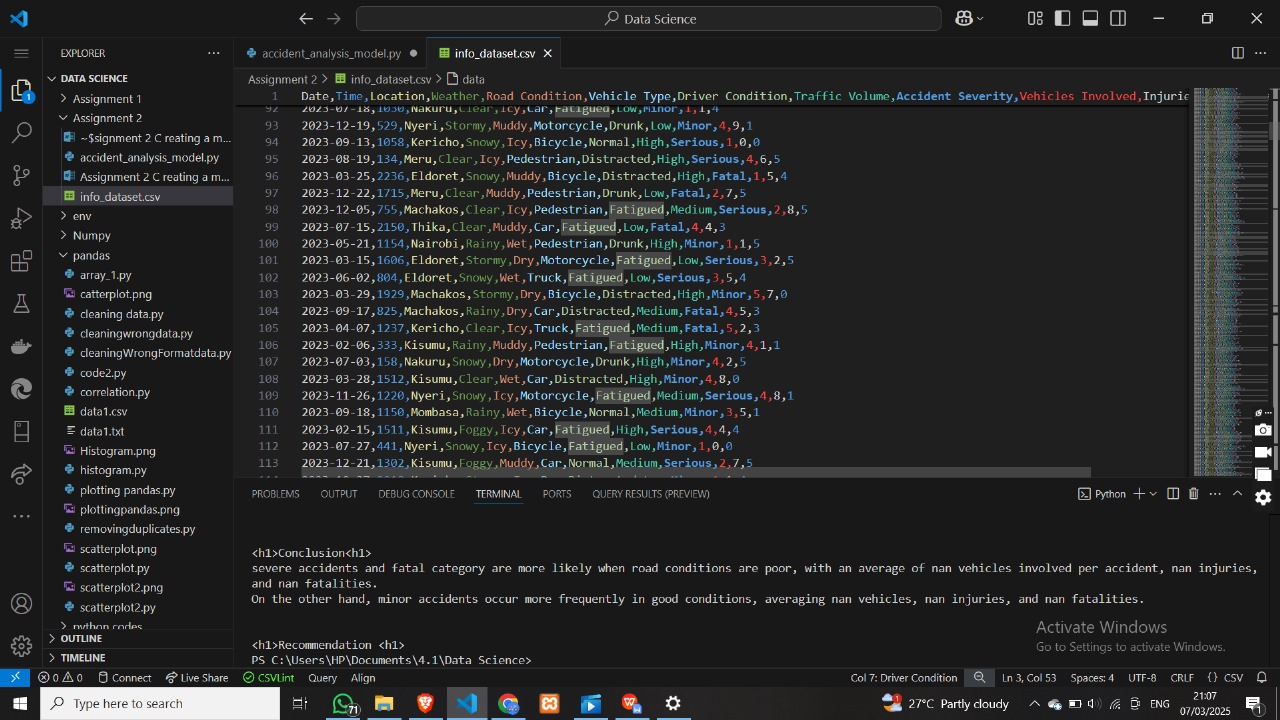 Data Science
EXPLORER
accident_analysis_model.py
info_dataset.csv
DATA SCIENCE
Assignment 2 > info_dataset.csv > data
Assignment 1
Assignment 2
~$signment 2 C reating a m...
accident_analysis_model.py
Assignment 2 C reating a m...
info_dataset.csv
env
Numpy
pandas
array_1.py
catterplot.png
cleaning data.py
cleaningwrongdata.py
cleaningWrongFormatdata.py
code2.py
correlation.py
data1.csv
data1.txt
Histogram.png
histogram.py
plotting pandas.py
plottingpandas.png
removingduplicates.py
scatterplot.png
scatterplot.py
scatterplot2.png
scatterplot2.py
python codes
OUTLINE
TIMELINE
1 Date,Time,Location,Weather,Road Condition,Vehicle Type,Driver Condition,Traffic Volume,Accident Severity,Vehicles Involved,Injurie
92 2023-07-18,1030,Nakuru,Clear,Icy,Car,Fatigued,Low,Minor,1,1,4
93 2023-12-19,529,Nyeri,Stormy,Muddy,Motorcycle,Drunk,Low,Minor,4,9,1
94 2023-09-13,1058,Kericho,Snowy,Icy,Bicycle,Normal,High,Serious,1,0,0
95 2023-08-19,134,Meru,Clear,Icy,Pedestrian,Distracted,High,Serious,4,6,5
96 2023-03-25,2236,Eldoret,Snowy,Muddy,Bicycle,Distracted,High,Fatal,1,5,4
97 2023-12-22,1715,Meru,Clear,Muddy,Pedestrian,Drunk,Low,Fatal,2,7,5
98 2023-12-05,755,Machakos,Clear,Icy,Pedestrian,Fatigued,Medium,Serious,2,8,5
99 2023-07-21,2150,Thika,Clear,Muddy,Car,Fatigued,Low,Fatal,4,4,3
100 2023-05-21,1154,Nairobi,Rainy,Wet,Pedestrian,Drunk,High,Minor,1,1,5
101 2023-02-15,1606,Eldoret,Stormy,Dry,Motorcycle,Fatigued,Low,Serious,3,2,5
102 2023-06-04,804,Eldoret,Snowy,Wet,Truck,Fatigued,Low,Serious,3,5,4
103 2023-03-29,1929,Machakos,Stormy,Dry,Bicycle,Distracted,High,Minor,5,7,0
104 2023-09-07,825,Machakos,Rainy,Dry,Car,Distracted,Medium,Fatal,4,5,3
105 2023-07-07,1237,Kericho,Clear,Icy,Truck,Fatigued,Medium,Fatal,5,2,3
106 2023-02-06,333,Kisumu,Rainy,Muddy,Pedestrian,Fatigued,High,Minor,4,1,1
107 2023-07-03,158,Nakuru,Snowy,Dry,Motorcycle,Drunk,High,Minor,4,2,5
108 2023-03-28,1512,Kisumu,Clear,Wet,Car,Distracted,High,Minor,4,8,0
109 2023-11-26,1220,Nyeri,Snowy,Icy,Motorcycle,Fatigued,Medium,Serious,4,8,1
110 2023-09-18,1150,Mombasa,Rainy,Wet,Bicycle,Normal,Medium,Minor,3,5,1
111 2023-02-15,1511,Kisumu,Foggy,Icy,Car,Fatigued,High,Serious,4,4,4
112 2023-07-27,441,Nyeri,Snowy,Icy,Bicycle,Fatigued,Low,Minor,1,0,0
113 2023-12-21,1302,Kisumu,Foggy,Muddy,Car,Normal,Medium,Serious,2,7,5
PROBLEMS OUTPUT DEBUG CONSOLE TERMINAL PORTS QUERY RESULTS (PREVIEW)
Python
<h1>Conclusion<h1>
severe accidents and fatal category are more likely when road conditions are poor, with an average of nan vehicles involved per accident, nan injuries,
and nan fatalities.
On the other hand, minor accidents occur more frequently in good conditions, averaging nan vehicles, nan injuries, and nan fatalities.
<h1>Recommendation <h1>
PS C:\Users\HP\Documents\4.1\Data Science>
Activate Windows
Go to Settings to activate Windows.
0 0 Connect Live Share CSVLint Query Align Col 7: Driver Condition Ln 3, Col 53 Spaces: 4 UTF-8 CRLF {} CSV
Type here to search
71
27°C Partly cloudy
21:07
07/03/2025
1